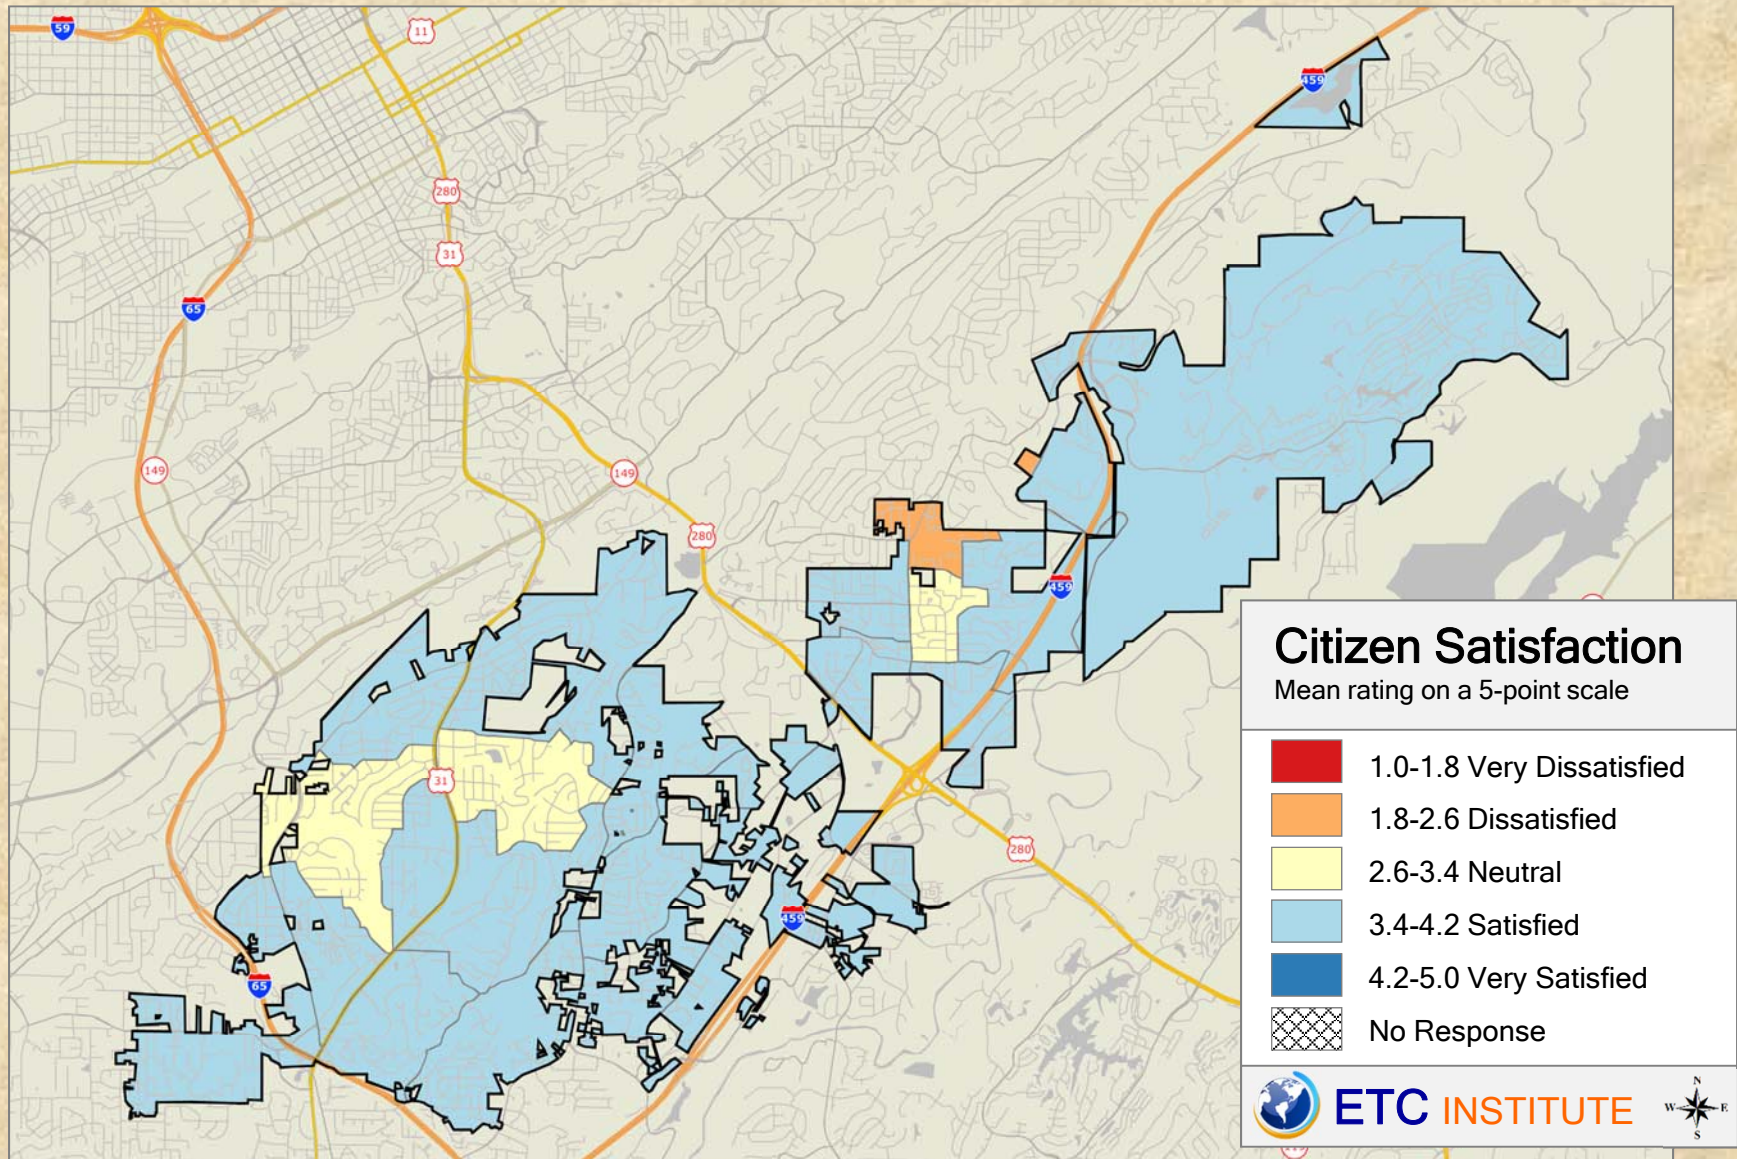 59
11
459
280
31
65
149
149
280
459
31
280
459
65
Citizen Satisfaction
Mean rating on a 5-point scale
1.0-1.8 Very Dissatisfied
1.8-2.6 Dissatisfied
2.6-3.4 Neutral
3.4-4.2 Satisfied
4.2-5.0 Very Satisfied
No Response
ETC INSTITUTE
N
W E
S